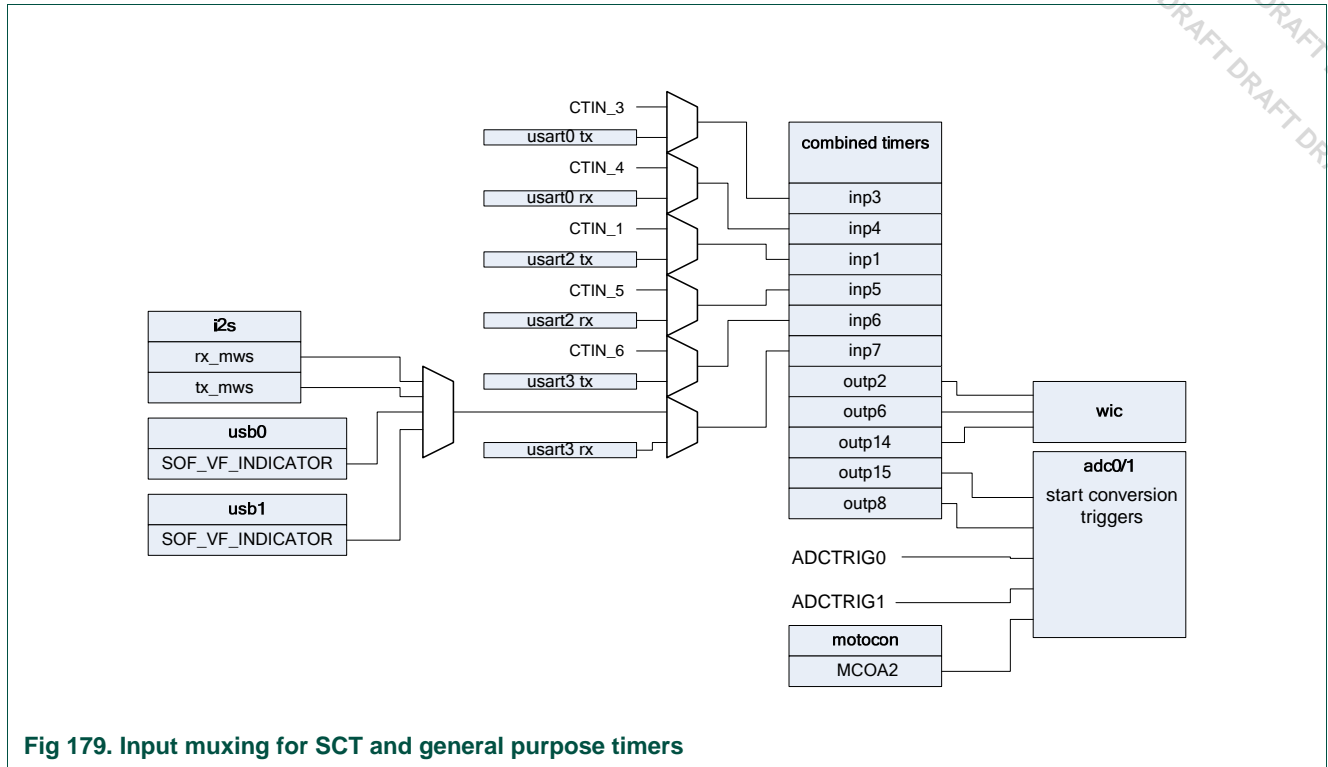 DRAFT DRAFT DRA
DRAFT
CTIN_3
usart0 tx
CTIN_4
usart0 rx
CTIN_1
usart2 tx
CTIN_5
usart2 rx
CTIN_6
usart3 tx
usart3 rx
i2s
rx_mws
tx_mws
usb0
SOF_VF_INDICATOR
usb1
SOF_VF_INDICATOR
combined timers
inp3
inp4
inp1
inp5
inp6
inp7
outp2
outp6
outp14
outp15
outp8
wic
adc0/1
start conversion
triggers
ADCTRIG0
ADCTRIG1
motocon
MCOA2
Fig 179. Input muxing for SCT and general purpose timers